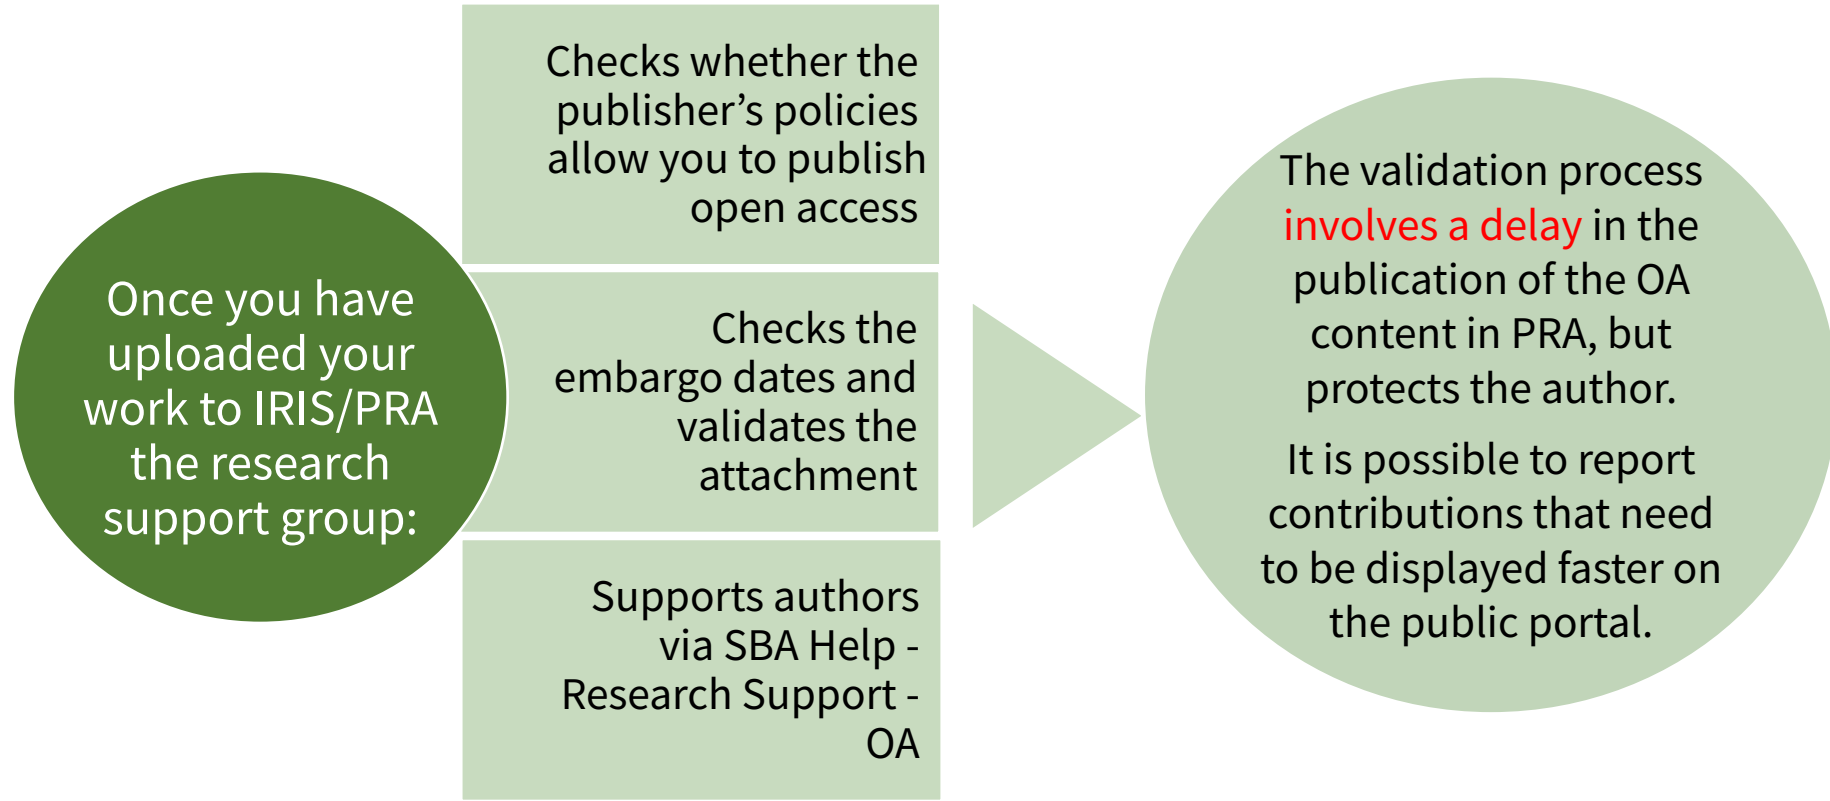 Once you have
uploaded your
work to IRIS/PRA
the research
support group:
Checks whether the
publisher’s policies
allow you to publish
open access
Checks the
embargo dates and
validates the
attachment
Supports authors
via SBA Help -
Research Support -
OA
The validation process
involves a delay in the
publication of the OA
content in PRA, but
protects the author.
It is possible to report
contributions that need
to be displayed faster on
the public portal.